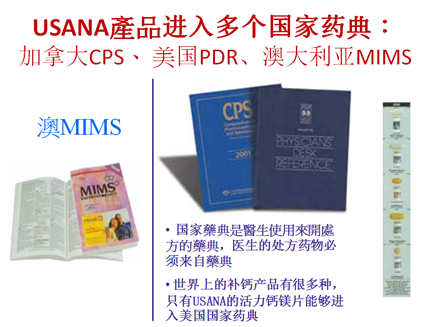 USANA產品进入多个国家药典：
加拿大CPS、美国PDR、澳大利亚MIMS
澳MIMS
MIMS
CPS
2001
PHYSICIANS'
DESK
REFERENCE
• 国家藥典是醫生使用來開處
方的藥典，医生的处方药物必
须来自藥典
• 世界上的补钙产品有很多种，
只有USANA的活力钙镁片能够进
入美国国家药典